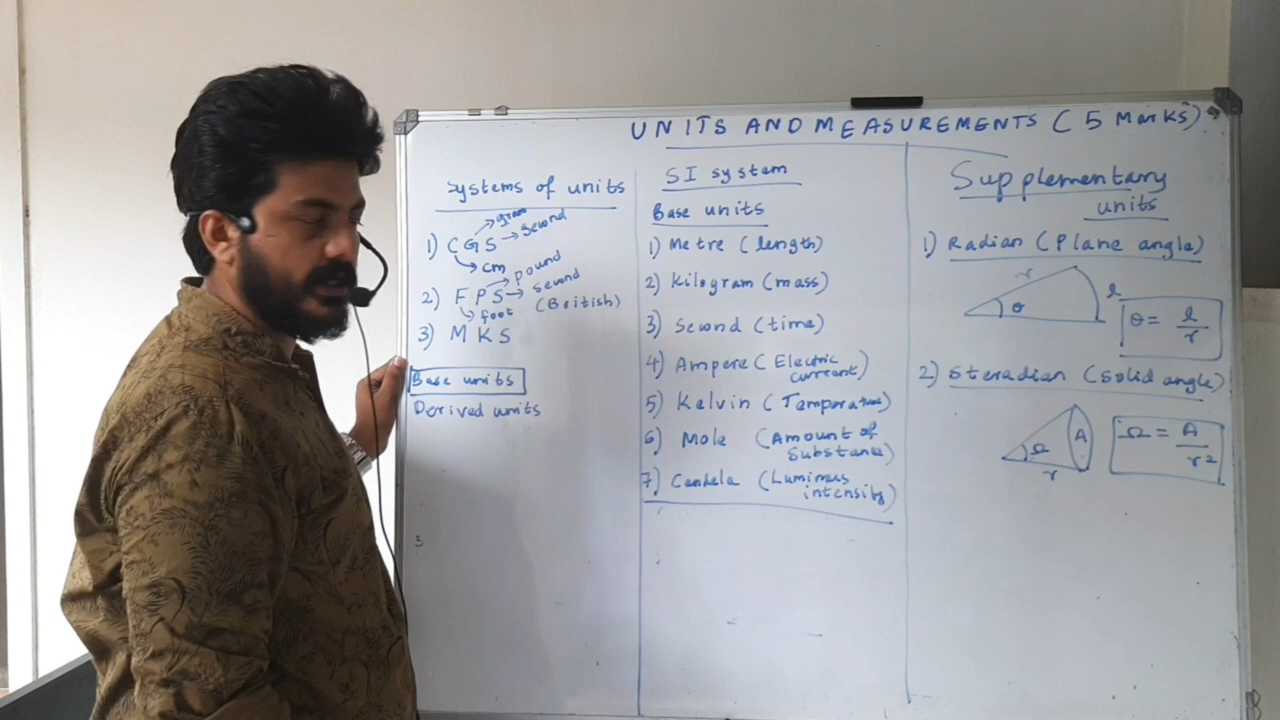 UNITS AND MEASUREMENTS (5 Marks)
Systems of units
gram
1) C G S → second
cm
pound
2) F P S → second
foot (British)
3) M K S
Base units
Derived units
SI system
Base units
1) Metre (length)
2) Kilogram (mass)
3) Second (time)
4) Ampere (Electric
current)
5) Kelvin (Temperature)
6) Mole (Amount of
Substance)
7) Candela (Luminous
intensity)
Supplementary
units
1) Radian (Plane angle)
r
θ
l
θ = l/r
2) Steradian (Solid angle)
Ω
A
r
Ω = A/r²